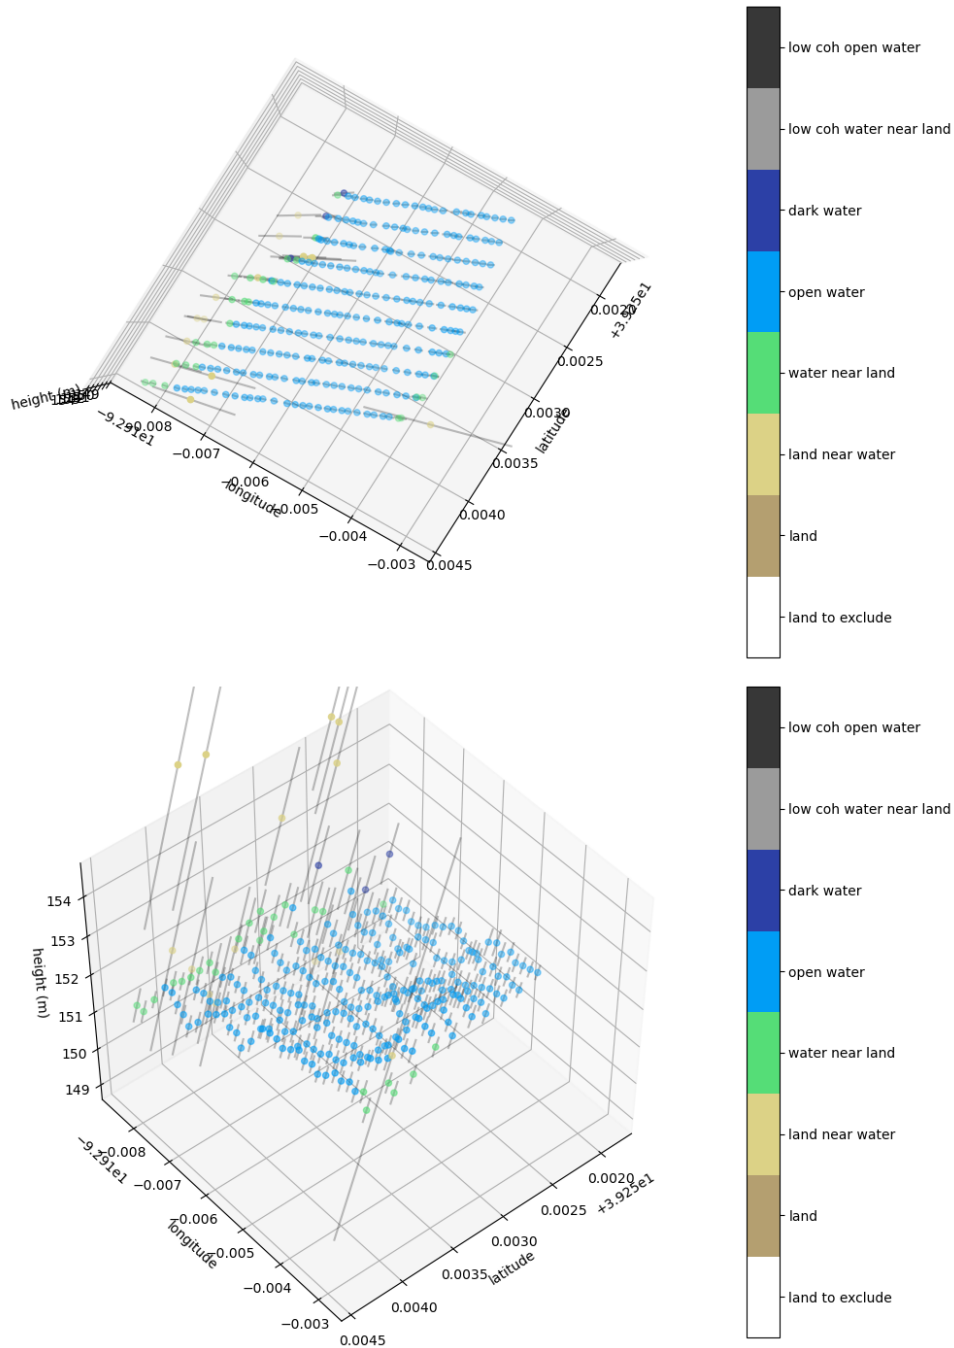 low coh open water
low coh water near land
dark water
open water
water near land
land near water
land
land to exclude
0.0020
+3.925e1
0.0025
0.0030
latitude
0.0035
0.0040
0.0045
height (m)
−9.291e1
−0.008
−0.007
−0.006
longitude
−0.005
−0.004
−0.003
low coh open water
low coh water near land
dark water
open water
water near land
land near water
land
land to exclude
154
153
152
151
150
149
height (m)
−9.291e1
−0.008
−0.007
−0.006
longitude
−0.005
−0.004
−0.003
0.0020
+3.925e1
0.0025
0.0030
latitude
0.0035
0.0040
0.0045